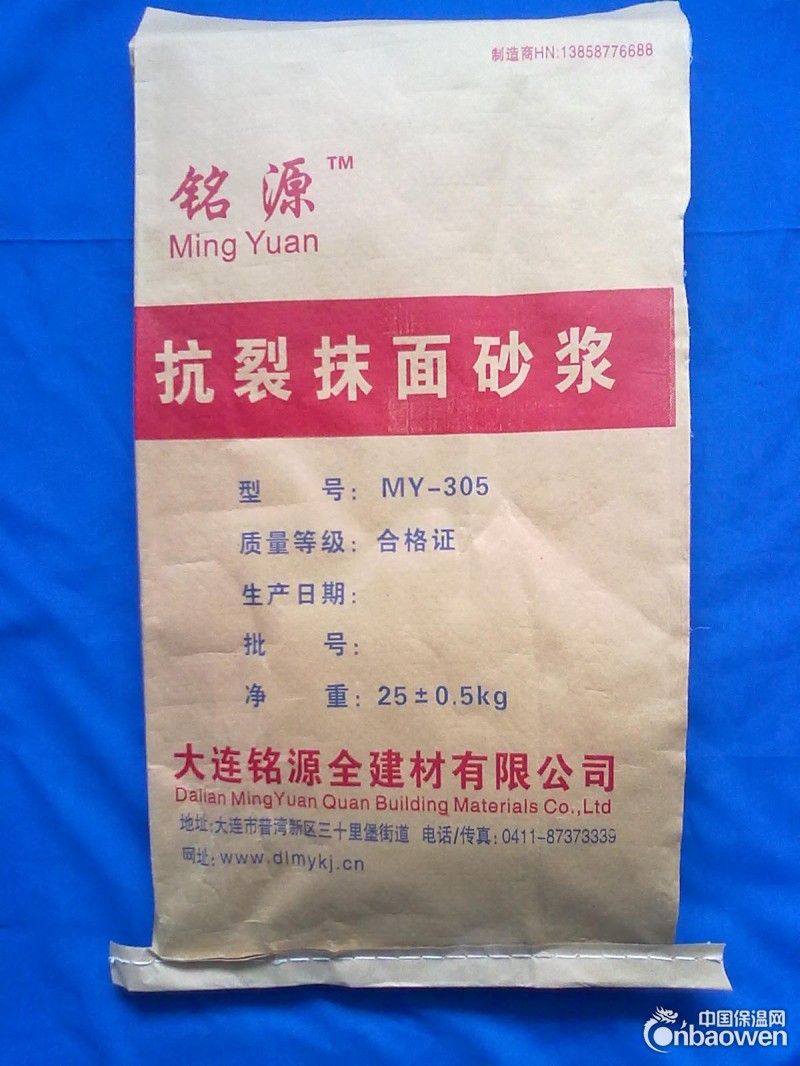 制造商HN:13858776688
铭源™
Ming Yuan
抗裂抹面砂浆
型 号: MY-305
质量等级: 合格证
生产日期:
批 号:
净 重: 25±0.5kg
大连铭源全建材有限公司
Dalian MingYuan Quan Building Materials Co.,Ltd
地址:大连市普湾新区三十里堡街道 电话/传真: 0411-87373339
网址: www.dlmykj.cn
中国保温网
Cnbaowen